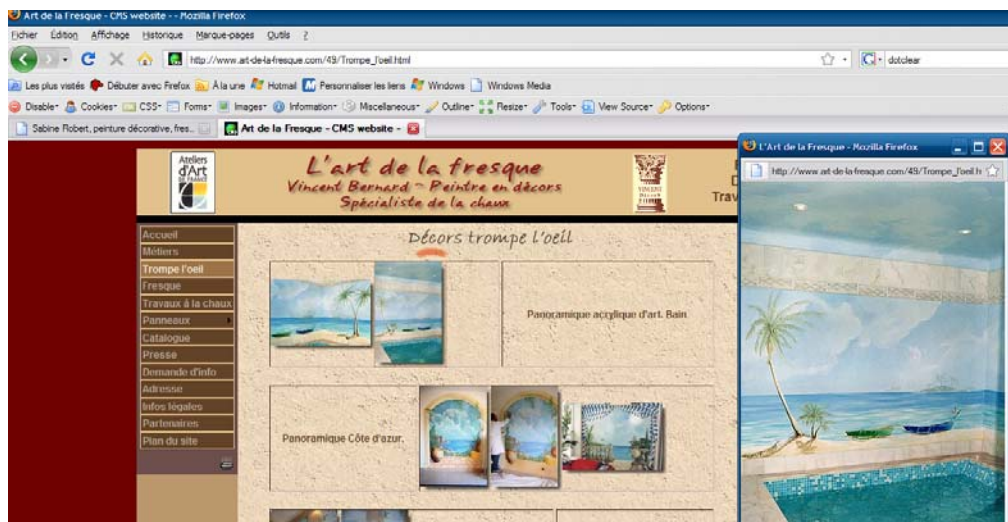 Art de la Fresque - CMS website - - Mozilla Firefox
Fichier Édition Affichage Historique Marque-pages Outils ?
http://www.art-de-la-fresque.com/49/Trompe_l'oeil.html
dotclear
Les plus visités Débuter avec Firefox À la une Hotmail Personnaliser les liens Windows Windows Media
Disable Cookies CSS Forms Images Information Miscellaneous Outline Resize Tools View Source Options
Sabine Robert, peinture décorative, fres...
Art de la Fresque - CMS website -
Ateliers
d'Art
DE FRANCE
L'art de la fresque
Vincent Bernard - Peintre en décors
Spécialiste de la chaux
VINCENT
Trav
Accueil
Métiers
Trompe l'oeil
Fresque
Travaux à la chaux
Panneaux
Catalogue
Presse
Demande d'info
Adresse
Infos légales
Partenaires
Plan du site
Décors trompe l'oeil
Panoramique acrylique d'art. Bain
Panoramique Côte d'azur.
L'Art de la Fresque - Mozilla Firefox
http://www.art-de-la-fresque.com/49/Trompe_l'oeil.h